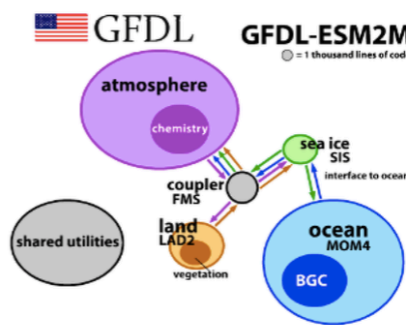 GFDL
GFDL-ESM2M
= 1 thousand lines of code
atmosphere
chemistry
sea ice
SIS
coupler
FMS
interface to ocean
land
LAD2
vegetation
shared utilities
ocean
MOM4
BGC